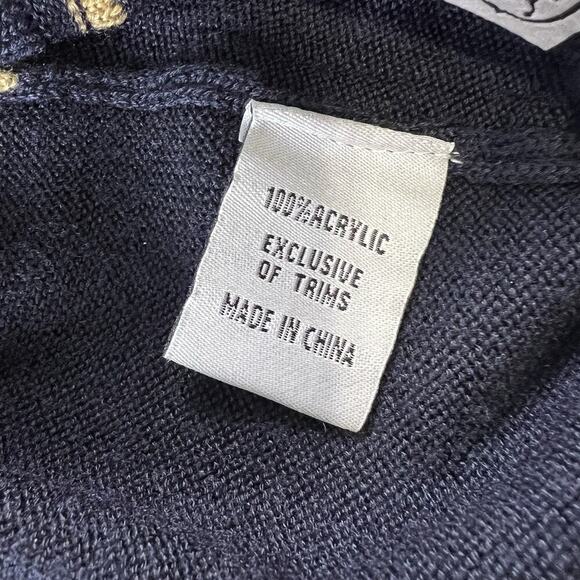 100%ACRYLIC
EXCLUSIVE
OF TRIMS
MADE IN CHINA